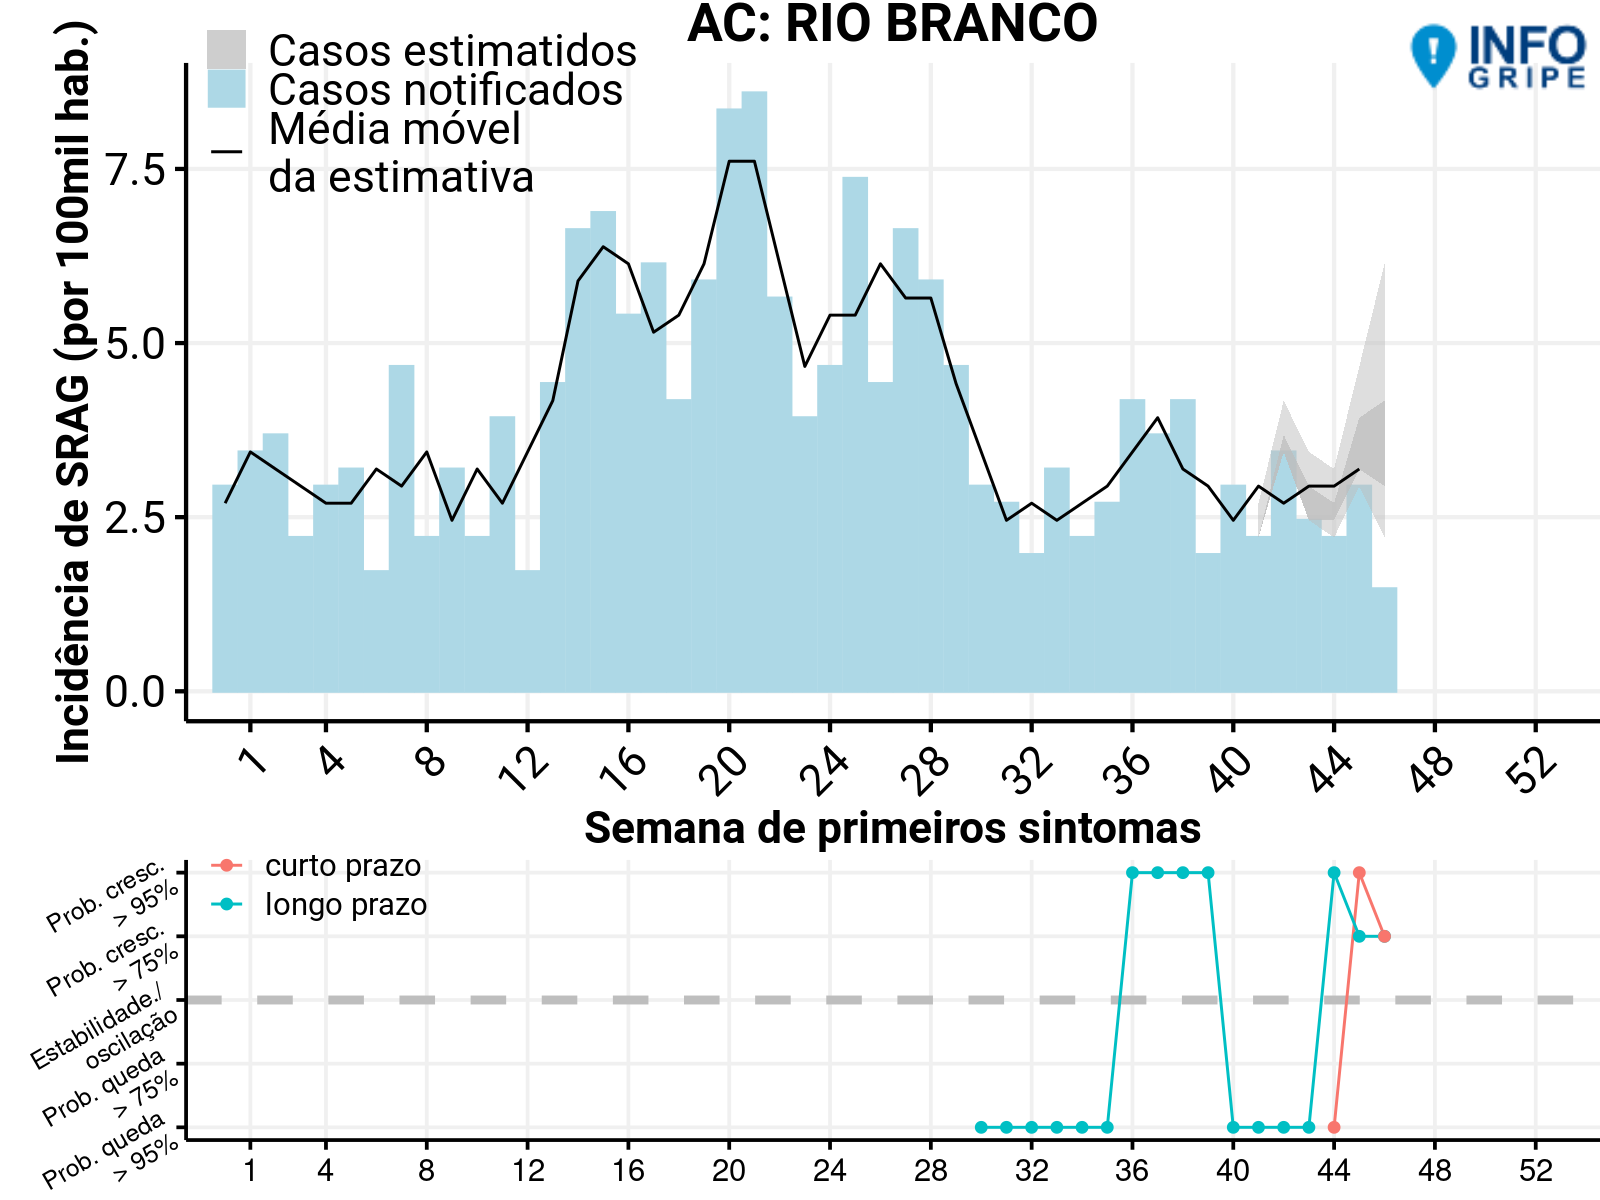 AC: RIO BRANCO
INFO
GRIPE
Casos estimatidos
Casos notificados
Média móvel
da estimativa
Incidência de SRAG (por 100mil hab.)
7.5
5.0
2.5
0.0
1 4 8 12 16 20 24 28 32 36 40 44 48 52
Semana de primeiros sintomas
curto prazo
longo prazo
Prob. cresc.
> 95%
Prob. cresc.
> 75%
Estabilidade./
oscilação
Prob. queda
> 75%
Prob. queda
> 95%
1 4 8 12 16 20 24 28 32 36 40 44 48 52